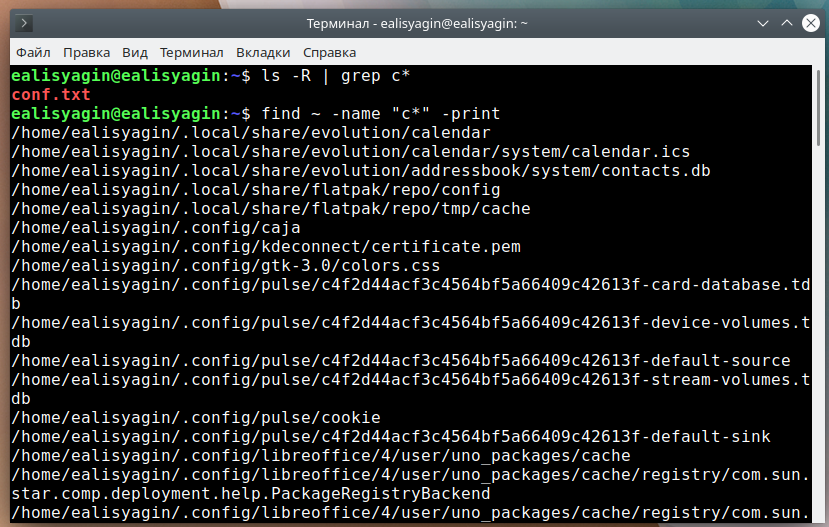 Терминал - ealisyagin@ealisyagin: ~
Файл Правка Вид Терминал Вкладки Справка
ealisyagin@ealisyagin:~$ ls -R | grep c*
conf.txt
ealisyagin@ealisyagin:~$ find ~ -name "c*" -print
/home/ealisyagin/.local/share/evolution/calendar
/home/ealisyagin/.local/share/evolution/calendar/system/calendar.ics
/home/ealisyagin/.local/share/evolution/addressbook/system/contacts.db
/home/ealisyagin/.local/share/flatpak/repo/config
/home/ealisyagin/.local/share/flatpak/repo/tmp/cache
/home/ealisyagin/.config/caja
/home/ealisyagin/.config/kdeconnect/certificate.pem
/home/ealisyagin/.config/gtk-3.0/colors.css
/home/ealisyagin/.config/pulse/c4f2d44acf3c4564bf5a66409c42613f-card-database.td
b
/home/ealisyagin/.config/pulse/c4f2d44acf3c4564bf5a66409c42613f-device-volumes.t
db
/home/ealisyagin/.config/pulse/c4f2d44acf3c4564bf5a66409c42613f-default-source
/home/ealisyagin/.config/pulse/c4f2d44acf3c4564bf5a66409c42613f-stream-volumes.t
db
/home/ealisyagin/.config/pulse/cookie
/home/ealisyagin/.config/pulse/c4f2d44acf3c4564bf5a66409c42613f-default-sink
/home/ealisyagin/.config/libreoffice/4/user/uno_packages/cache
/home/ealisyagin/.config/libreoffice/4/user/uno_packages/cache/registry/com.sun.
star.comp.deployment.help.PackageRegistryBackend
/home/ealisyagin/.config/libreoffice/4/user/uno_packages/cache/registry/com.sun.